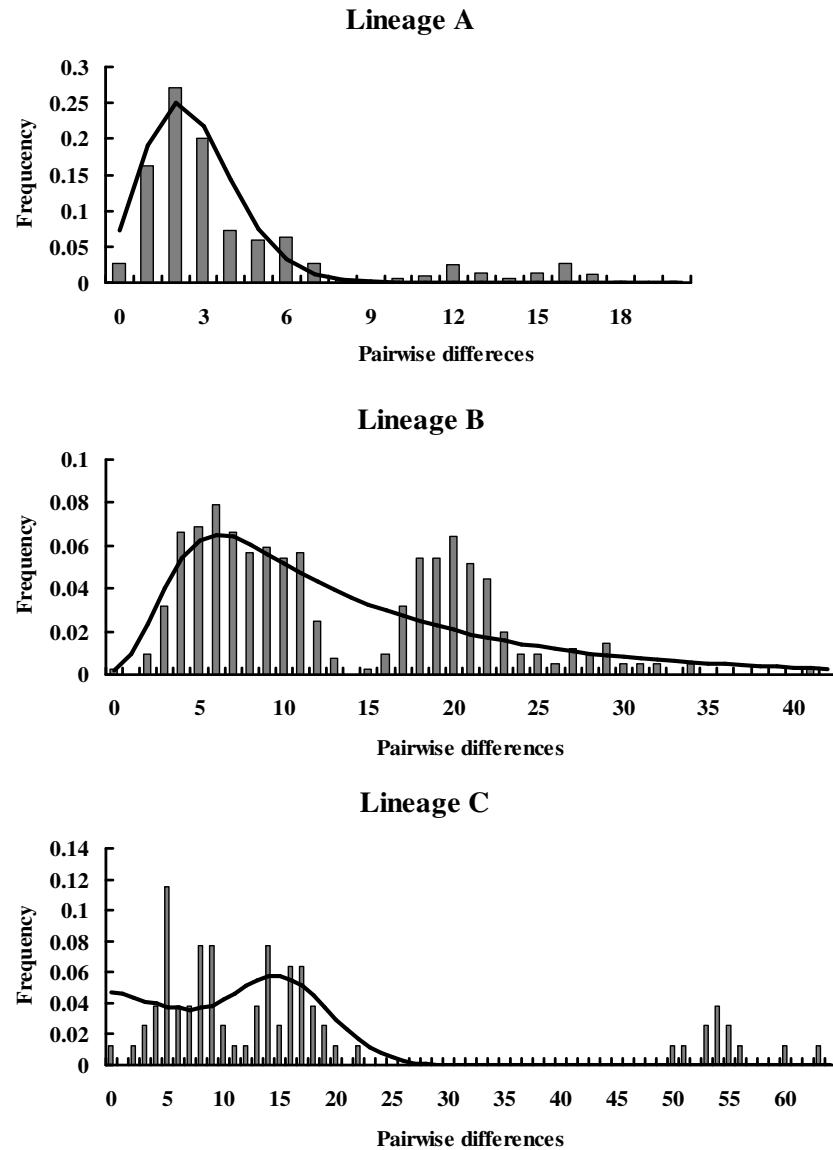 Lineage A
0.3
0.25
0.2
0.15
0.1
0.05
0
Frequcency
0 3 6 9 12 15 18
Pairwise differeces
Lineage B
0.1
0.08
0.06
0.04
0.02
0
Frequency
0 5 10 15 20 25 30 35 40
Pairwise differences
Lineage C
0.14
0.12
0.1
0.08
0.06
0.04
0.02
0
Frequency
0 5 10 15 20 25 30 35 40 45 50 55 60
Pairwise differences